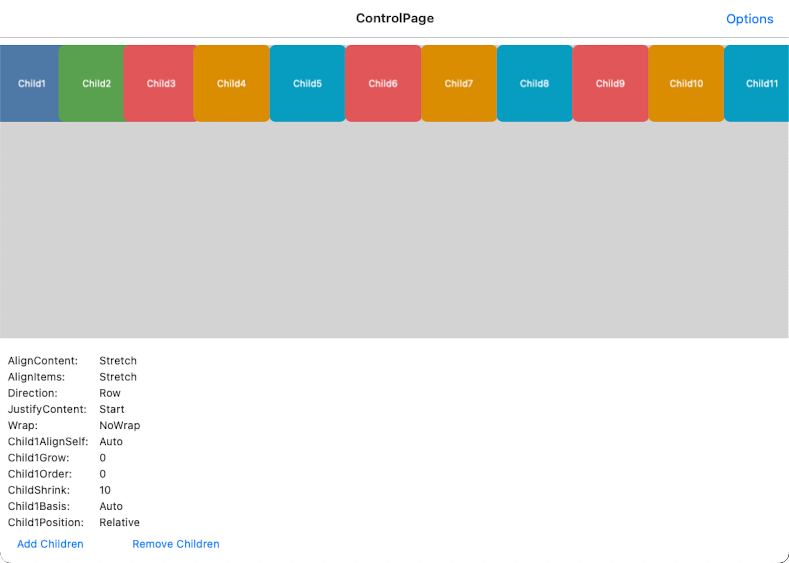 ControlPage Options
Child1 Child2 Child3 Child4 Child5 Child6 Child7 Child8 Child9 Child10 Child11
AlignContent: Stretch
AlignItems: Stretch
Direction: Row
JustifyContent: Start
Wrap: NoWrap
Child1AlignSelf: Auto
Child1Grow: 0
Child1Order: 0
ChildShrink: 10
Child1Basis: Auto
Child1Position: Relative
Add Children Remove Children